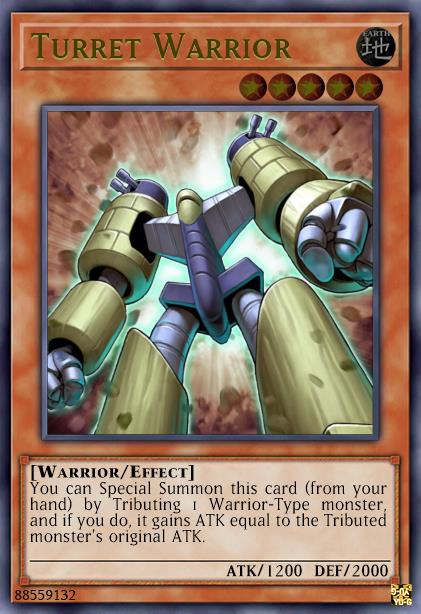 Turret Warrior
EARTH
地
[Warrior/Effect]
You can Special Summon this card (from your
hand) by Tributing 1 Warrior-Type monster,
and if you do, it gains ATK equal to the Tributed
monster's original ATK.
ATK/1200 DEF/2000
88559132